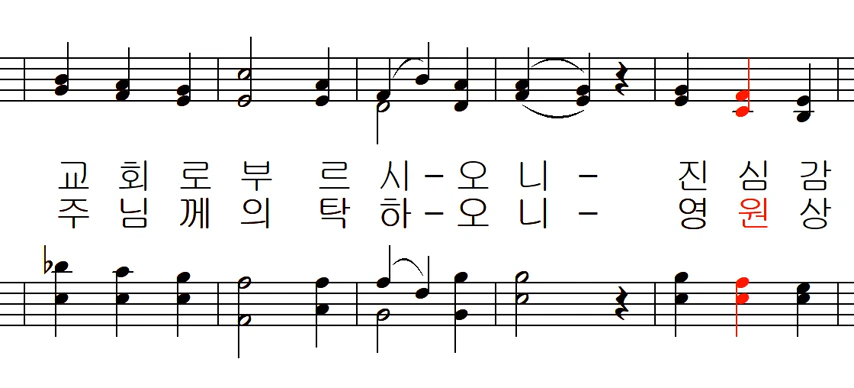 교 회 로 부 르 시 - 오 니 - 진 심 감
주 님 께 의 탁 하 - 오 니 - 영 원 상